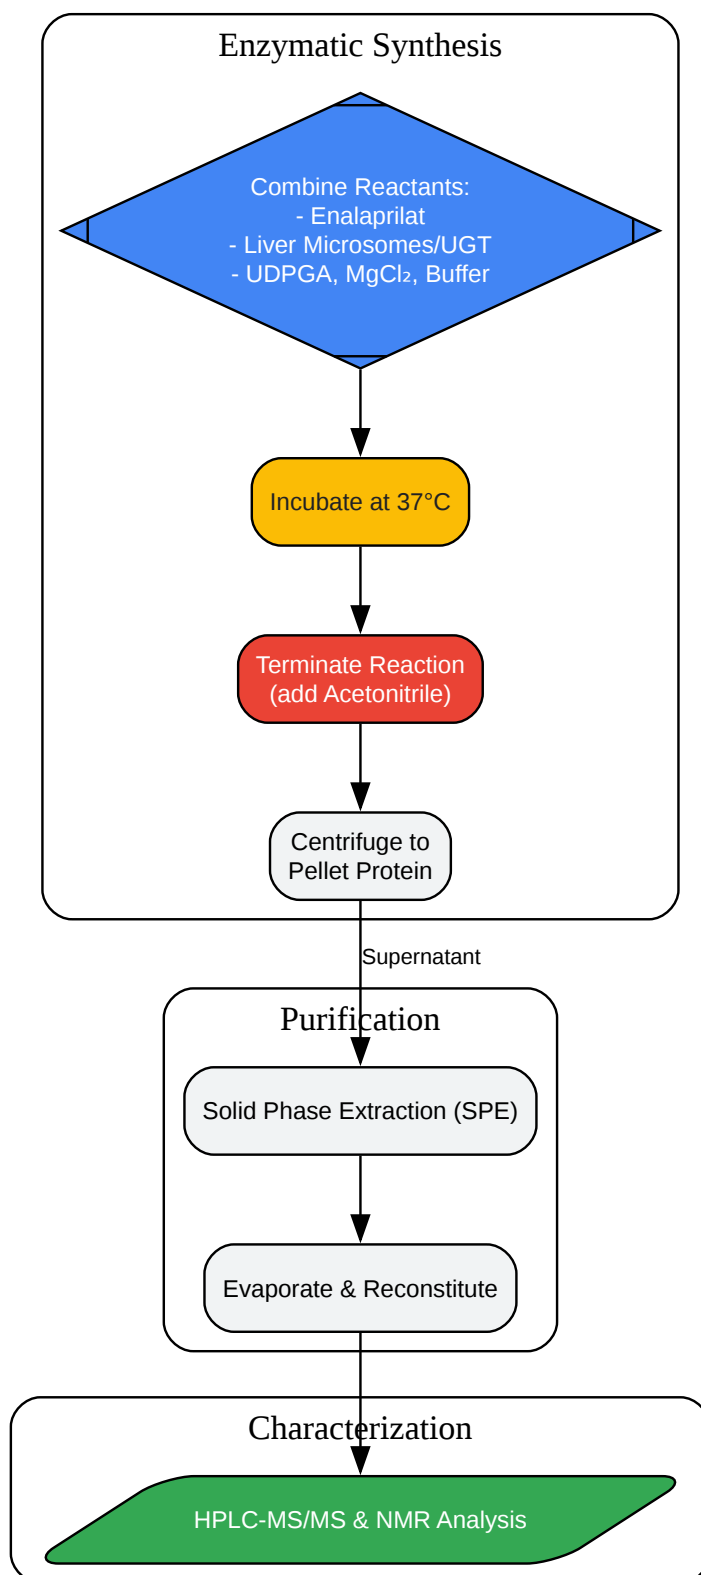 Enzymatic Synthesis
Combine Reactants:
- Enalaprilat
- Liver Microsomes/UGT
- UDPGA, MgCl₂, Buffer
Incubate at 37°C
Terminate Reaction
(add Acetonitrile)
Centrifuge to
Pellet Protein
Supernatant
Purification
Solid Phase Extraction (SPE)
Evaporate & Reconstitute
Characterization
HPLC-MS/MS & NMR Analysis